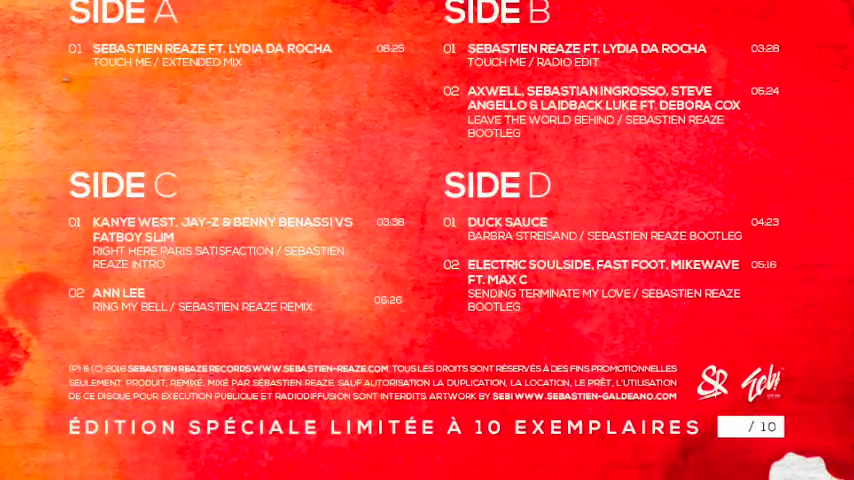 SIDE A
01 SEBASTIEN REAZE FT. LYDIA DA ROCHA 08:25
TOUCH ME / EXTENDED MIX
SIDE B
01 SEBASTIEN REAZE FT. LYDIA DA ROCHA 03:28
TOUCH ME / RADIO EDIT
02 AXWELL, SEBASTIAN INGROSSO, STEVE 05:24
ANGELLO & LAIDBACK LUKE FT. DEBORA COX
LEAVE THE WORLD BEHIND / SEBASTIEN REAZE
BOOTLEG
SIDE C
01 KANYE WEST, JAY-Z & BENNY BENASSI VS 03:38
FATBOY SLIM
RIGHT HERE PARIS SATISFACTION / SEBASTIEN
REAZE INTRO
02 ANN LEE
RING MY BELL / SEBASTIEN REAZE REMIX 06:26
SIDE D
01 DUCK SAUCE 04:23
BARBRA STREISAND / SEBASTIEN REAZE BOOTLEG
02 ELECTRIC SOULSIDE, FAST FOOT, MIKEWAVE 05:16
FT. MAX C
SENDING TERMINATE MY LOVE / SEBASTIEN REAZE
BOOTLEG
(P) & (C) 2016 SEBASTIEN REAZE RECORDS WWW.SEBASTIEN-REAZE.COM. TOUS LES DROITS SONT RÉSERVÉS À DES FINS PROMOTIONNELLES
SEULEMENT. PRODUIT, REMIXÉ, MIXÉ PAR SÉBASTIEN REAZE. SAUF AUTORISATION LA DUPLICATION, LA LOCATION, LE PRÊT, L'UTILISATION
DE CE DISQUE POUR EXÉCUTION PUBLIQUE ET RADIODIFFUSION SONT INTERDITS. ARTWORK BY SEBI WWW.SEBASTIEN-GALDEANO.COM
SR Sebi
ÉDITION SPÉCIALE LIMITÉE À 10 EXEMPLAIRES / 10